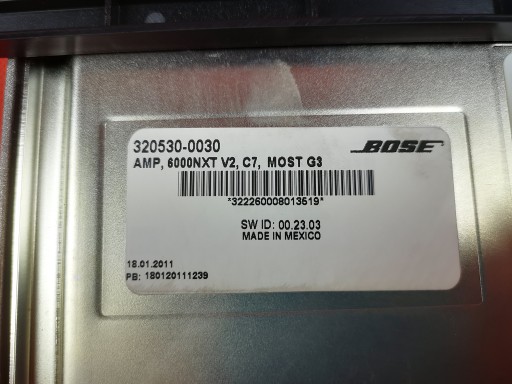 320530-0030
BOSE
AMP, 6000NXT V2, C7, MOST G3
*322260008013519*
SW ID: 00.23.03
MADE IN MEXICO
18.01.2011
PB: 180120111239